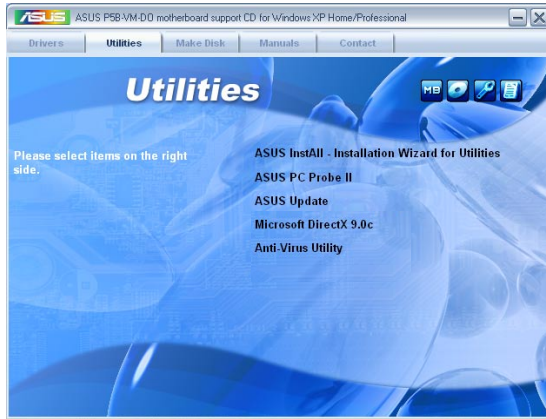 ASUS ASUS P5B-VM-DO motherboard support CD for Windows XP Home/Professional
Drivers Utilities Make Disk Manuals Contact
Utilities
MB
Please select items on the right
side.
ASUS InstAll - Installation Wizard for Utilities
ASUS PC Probe II
ASUS Update
Microsoft DirectX 9.0c
Anti-Virus Utility